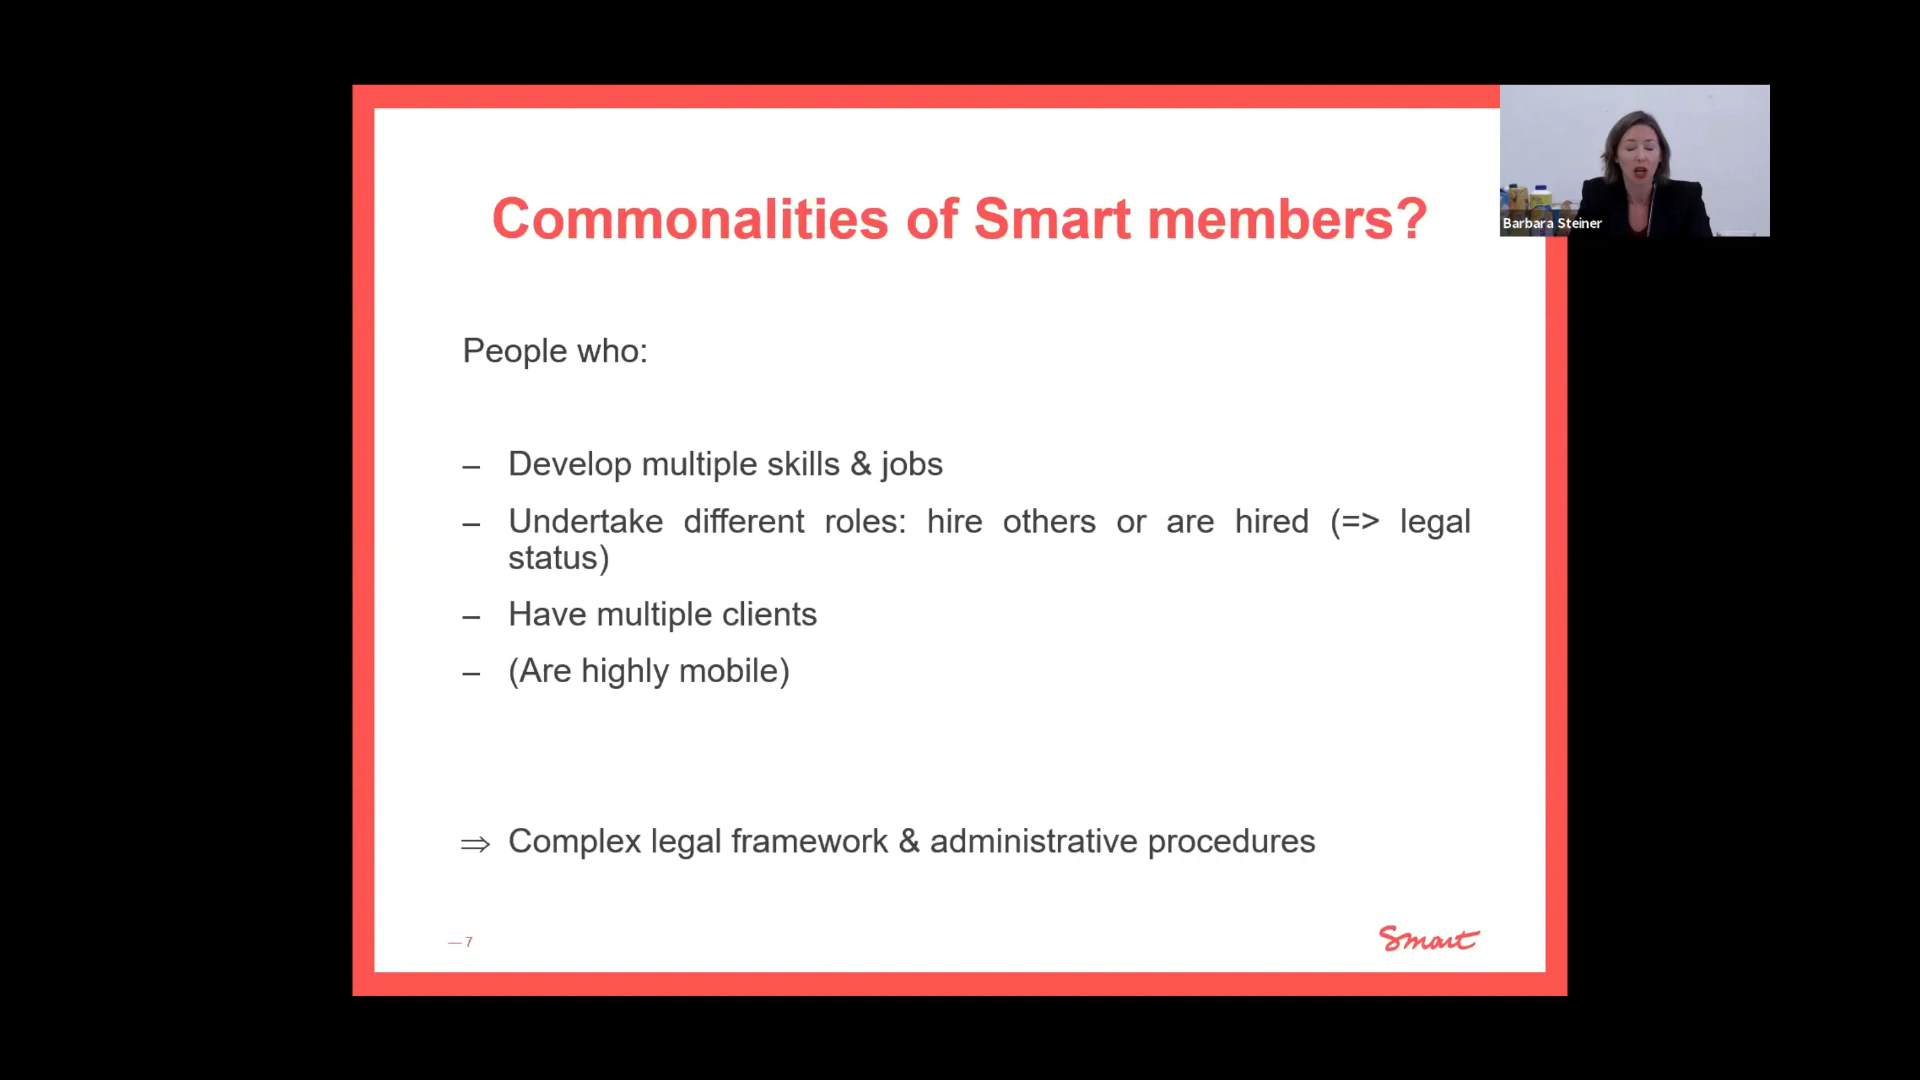 Commonalities of Smart members?
Barbara Steiner
People who:
– Develop multiple skills & jobs
– Undertake different roles: hire others or are hired (=> legal
status)
– Have multiple clients
– (Are highly mobile)
⇒ Complex legal framework & administrative procedures
— 7
Smart